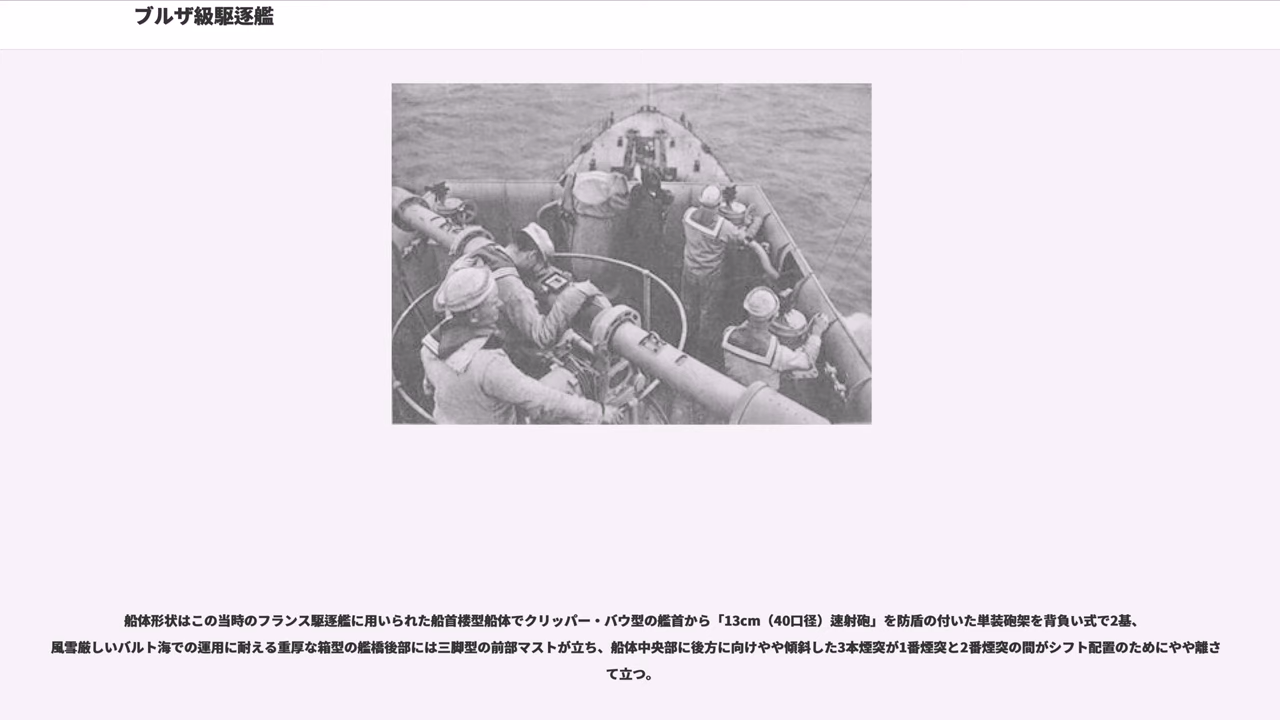 ブルザ級駆逐艦
船体形状はこの当時のフランス駆逐艦に用いられた船首楼型船体でクリッパー・バウ型の艦首から「13cm（40口径）速射砲」を防盾の付いた単装砲架を背負い式で2基、
風雪厳しいバルト海での運用に耐える重厚な箱型の艦橋後部には三脚型の前部マストが立ち、船体中央部に後方に向けやや傾斜した3本煙突が1番煙突と2番煙突の間がシフト配置のためにやや離さ
て立つ。